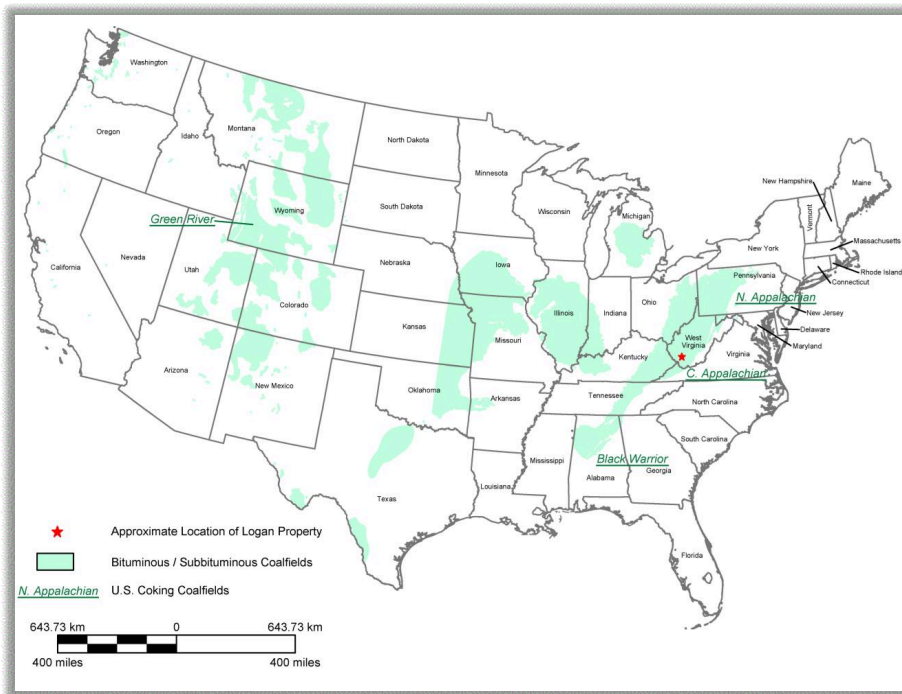 Washington
Oregon
Idaho
Montana
North Dakota
Minnesota
South Dakota
Wisconsin
Michigan
New Hampshire
Maine
Vermont
Massachusetts
New York
Rhode Island
Connecticut
Wyoming
Green River
California
Nevada
Utah
Colorado
Nebraska
Iowa
Kansas
Missouri
Illinois
Indiana
Ohio
Pennsylvania
N. Appalachian
New Jersey
Delaware
Maryland
West
Virginia
Virginia
Kentucky
C. Appalachian
Arizona
New Mexico
Oklahoma
Arkansas
Tennessee
North Carolina
South Carolina
Black Warrior
Mississippi
Alabama
Georgia
Texas
Louisiana
Florida
Approximate Location of Logan Property
Bituminous / Subbituminous Coalfields
N. Appalachian U.S. Coking Coalfields
643.73 km 0 643.73 km
400 miles 400 miles